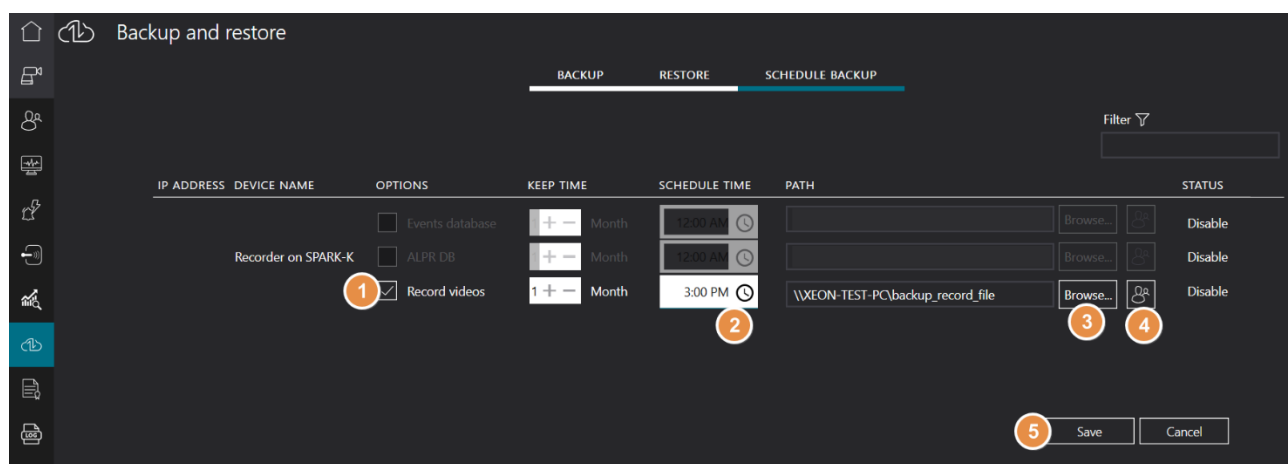 Backup and restore
BACKUP RESTORE SCHEDULE BACKUP
Filter
IP ADDRESS DEVICE NAME OPTIONS KEEP TIME SCHEDULE TIME PATH STATUS
Events database + − Month 12:00 AM Browse... Disable
Recorder on SPARK-K ALPR DB + − Month 12:00 AM Browse... Disable
1 Record videos 1 + − Month 3:00 PM \\XEON-TEST-PC\backup_record_file Browse... Disable
2 3 4
5 Save Cancel
LOG